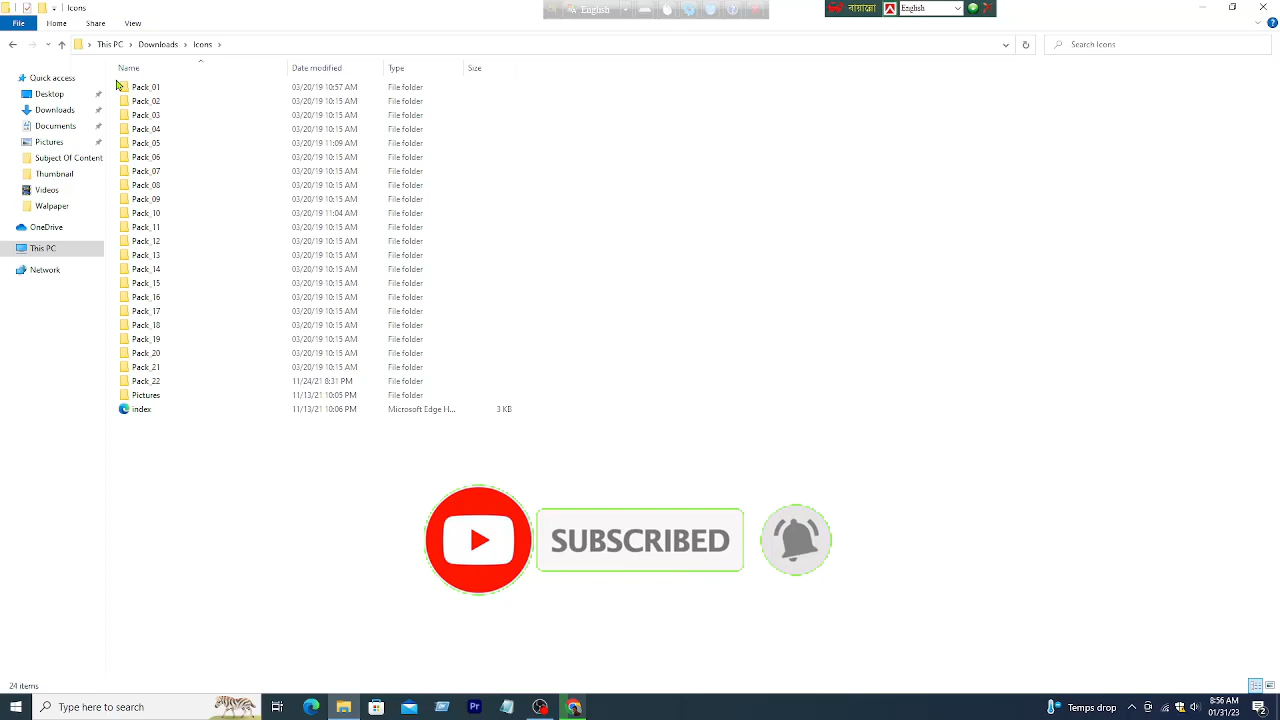 Icons
English
বায়ান্নো English
File Home Share View
This PC Downloads Icons Search Icons
Name Date modified Type Size
Quick access
Desktop
Downloads
Documents
Pictures
Subject Of Content
Thumbnail
Videos
Walpaper
OneDrive
This PC
Network
Pack_01 03/20/19 10:57 AM File folder
Pack_02 03/20/19 10:15 AM File folder
Pack_03 03/20/19 10:15 AM File folder
Pack_04 03/20/19 10:15 AM File folder
Pack_05 03/20/19 11:09 AM File folder
Pack_06 03/20/19 10:15 AM File folder
Pack_07 03/20/19 10:15 AM File folder
Pack_08 03/20/19 10:15 AM File folder
Pack_09 03/20/19 10:15 AM File folder
Pack_10 03/20/19 11:04 AM File folder
Pack_11 03/20/19 10:15 AM File folder
Pack_12 03/20/19 10:15 AM File folder
Pack_13 03/20/19 10:15 AM File folder
Pack_14 03/20/19 10:15 AM File folder
Pack_15 03/20/19 10:15 AM File folder
Pack_16 03/20/19 10:15 AM File folder
Pack_17 03/20/19 10:15 AM File folder
Pack_18 03/20/19 10:15 AM File folder
Pack_19 03/20/19 10:15 AM File folder
Pack_20 03/20/19 10:15 AM File folder
Pack_21 03/20/19 10:15 AM File folder
Pack_22 11/24/21 8:31 PM File folder
Pictures 11/13/21 10:05 PM File folder
index 11/13/21 10:06 PM Microsoft Edge H... 3 KB
SUBSCRIBED
24 items
Type here to search
Pr
Temps drop
8:56 AM
01/31/23